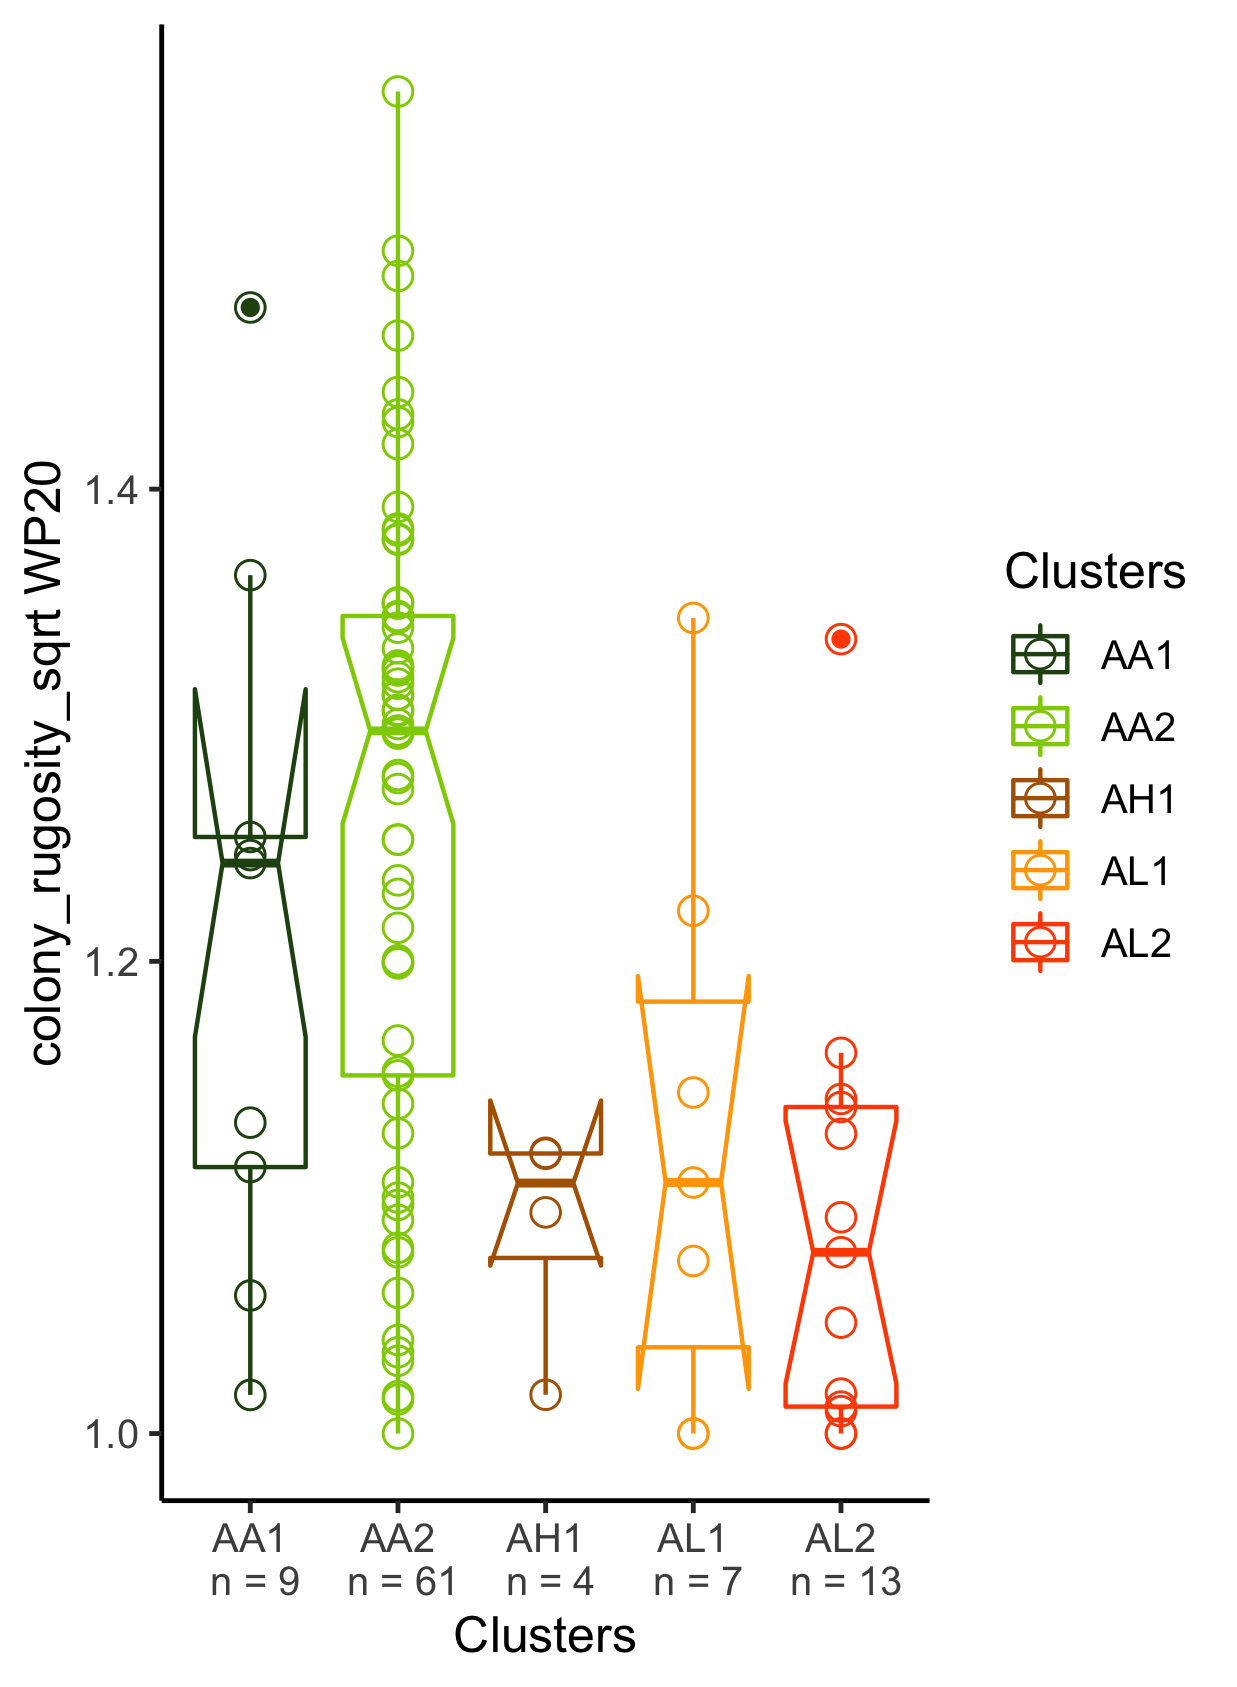 colony_rugosity_sqrt WP20
1.4
1.2
1.0
AA1
n = 9
AA2
n = 61
AH1
n = 4
AL1
n = 7
AL2
n = 13
Clusters
Clusters
AA1
AA2
AH1
AL1
AL2